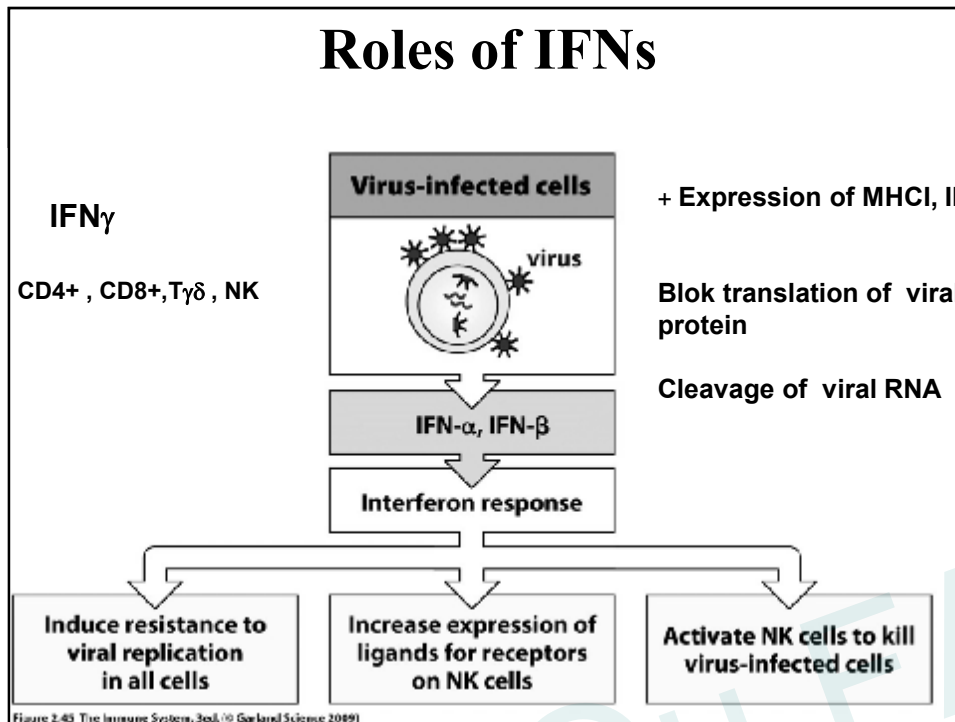 Roles of IFNs
IFNγ
CD4+ , CD8+,Tγδ , NK
Virus-infected cells
virus
+ Expression of MHCI, II
Blok translation of viral
protein
Cleavage of viral RNA
IFN-α, IFN-β
Interferon response
Induce resistance to
viral replication
in all cells
Increase expression of
ligands for receptors
on NK cells
Activate NK cells to kill
virus-infected cells
Figure 2.45 The Immune System, 3ed. (© Garland Science 2009)